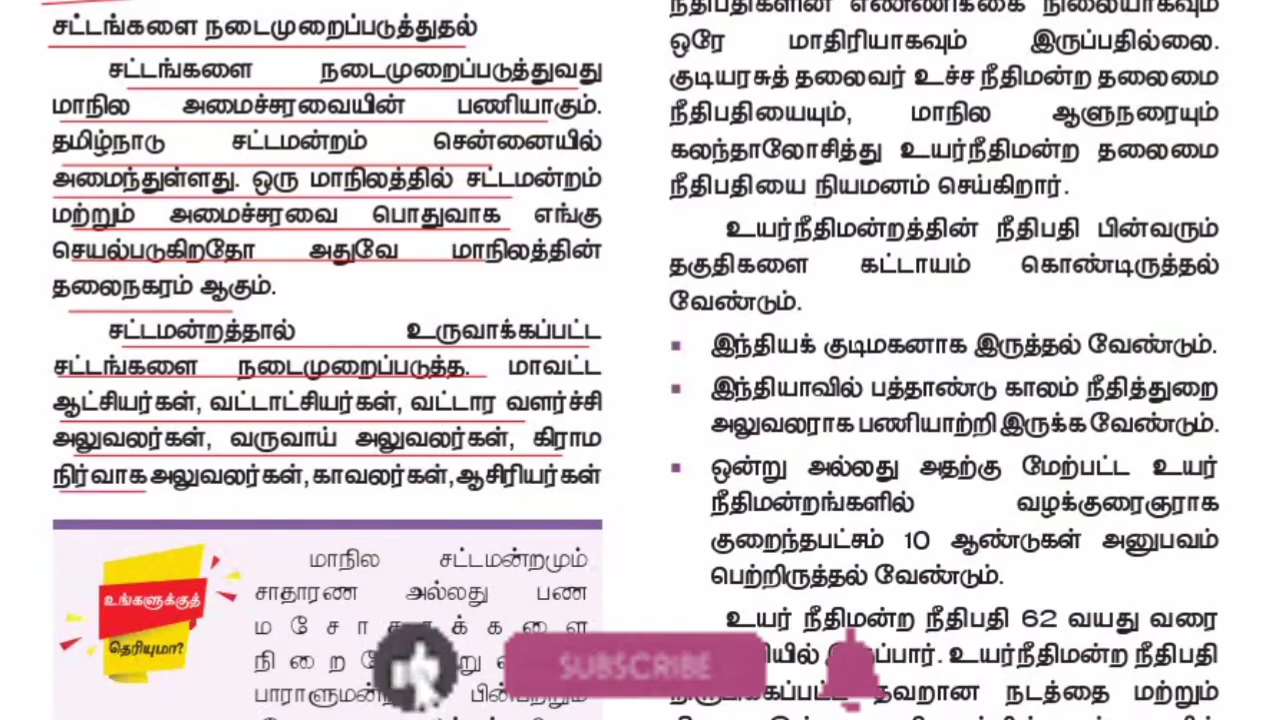 சட்டங்களை நடைமுறைப்படுத்துதல்
சட்டங்களை நடைமுறைப்படுத்துவது
மாநில அமைச்சரவையின் பணியாகும்.
தமிழ்நாடு சட்டமன்றம் சென்னையில்
அமைந்துள்ளது. ஒரு மாநிலத்தில் சட்டமன்றம்
மற்றும் அமைச்சரவை பொதுவாக எங்கு
செயல்படுகிறதோ அதுவே மாநிலத்தின்
தலைநகரம் ஆகும்.
சட்டமன்றத்தால் உருவாக்கப்பட்ட
சட்டங்களை நடைமுறைப்படுத்த. மாவட்ட
ஆட்சியர்கள், வட்டாட்சியர்கள், வட்டார வளர்ச்சி
அலுவலர்கள், வருவாய் அலுவலர்கள், கிராம
நிர்வாக அலுவலர்கள், காவலர்கள், ஆசிரியர்கள்
உங்களுக்குத்
தெரியுமா?
மாநில சட்டமன்றமும்
சாதாரண அல்லது பண
நீதிபதிகளின் எண்ணிக்கை நிலையாகவும்
ஒரே மாதிரியாகவும் இருப்பதில்லை.
குடியரசுத் தலைவர் உச்ச நீதிமன்ற தலைமை
நீதிபதியையும், மாநில ஆளுநரையும்
கலந்தாலோசித்து உயர்நீதிமன்ற தலைமை
நீதிபதியை நியமனம் செய்கிறார்.
உயர்நீதிமன்றத்தின் நீதிபதி பின்வரும்
தகுதிகளை கட்டாயம் கொண்டிருத்தல்
வேண்டும்.
▪ இந்தியக் குடிமகனாக இருத்தல் வேண்டும்.
▪ இந்தியாவில் பத்தாண்டு காலம் நீதித்துறை
அலுவலராக பணியாற்றி இருக்க வேண்டும்.
▪ ஒன்று அல்லது அதற்கு மேற்பட்ட உயர்
நீதிமன்றங்களில் வழக்குரைஞராக
குறைந்தபட்சம் 10 ஆண்டுகள் அனுபவம்
பெற்றிருத்தல் வேண்டும்.
உயர் நீதிமன்ற நீதிபதி 62 வயது வரை
உயர்நீதிமன்ற நீதிபதி
தவறான நடத்தை மற்றும்
SUBSCRIBE